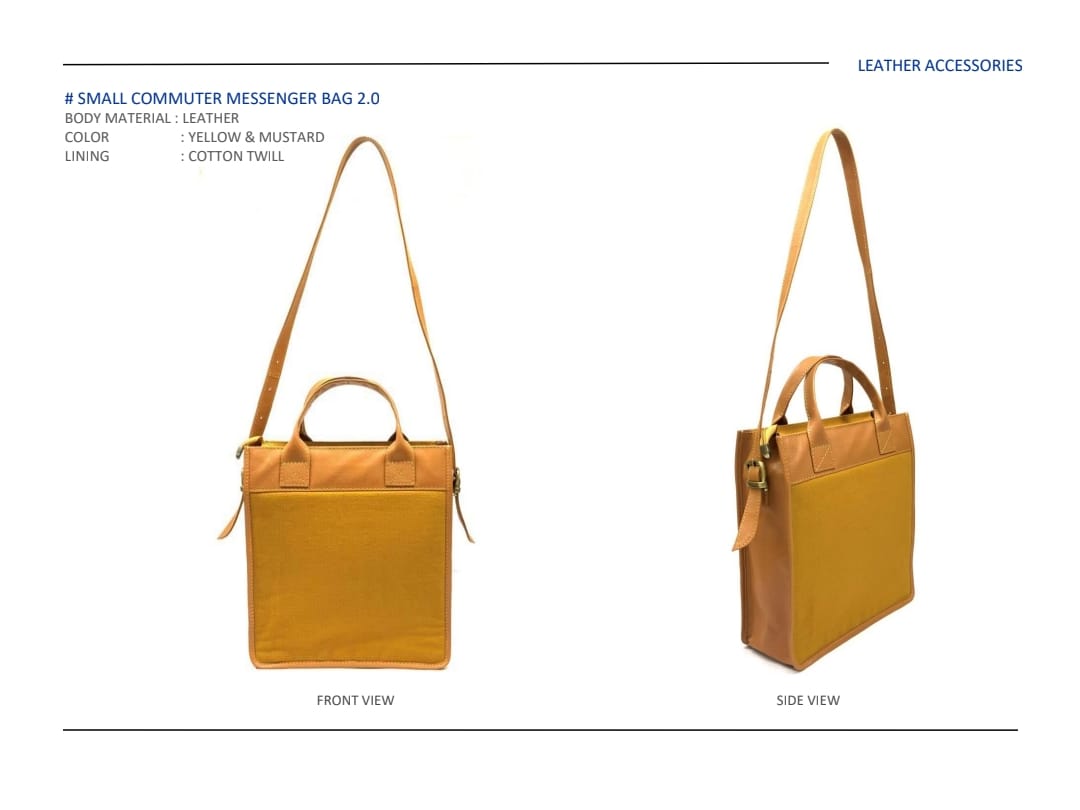 LEATHER ACCESSORIES
# SMALL COMMUTER MESSENGER BAG 2.0
BODY MATERIAL : LEATHER
COLOR : YELLOW & MUSTARD
LINING : COTTON TWILL
FRONT VIEW
SIDE VIEW